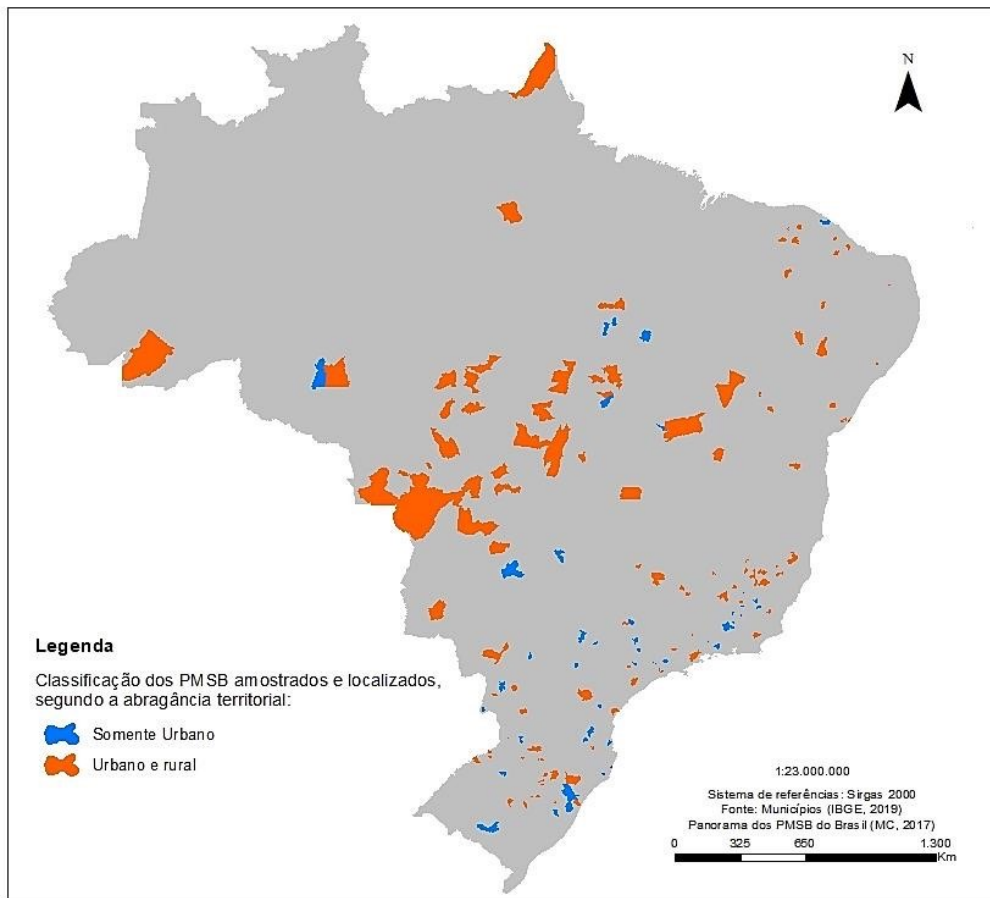 N
Legenda
Classificação dos PMSB amostrados e localizados,
segundo a abragância territorial:
Somente Urbano
Urbano e rural
1:23.000.000
Sistema de referências: Sirgas 2000
Fonte: Municípios (IBGE, 2019)
Panorama dos PMSB do Brasil (MC, 2017)
0 325 650 1.300
Km